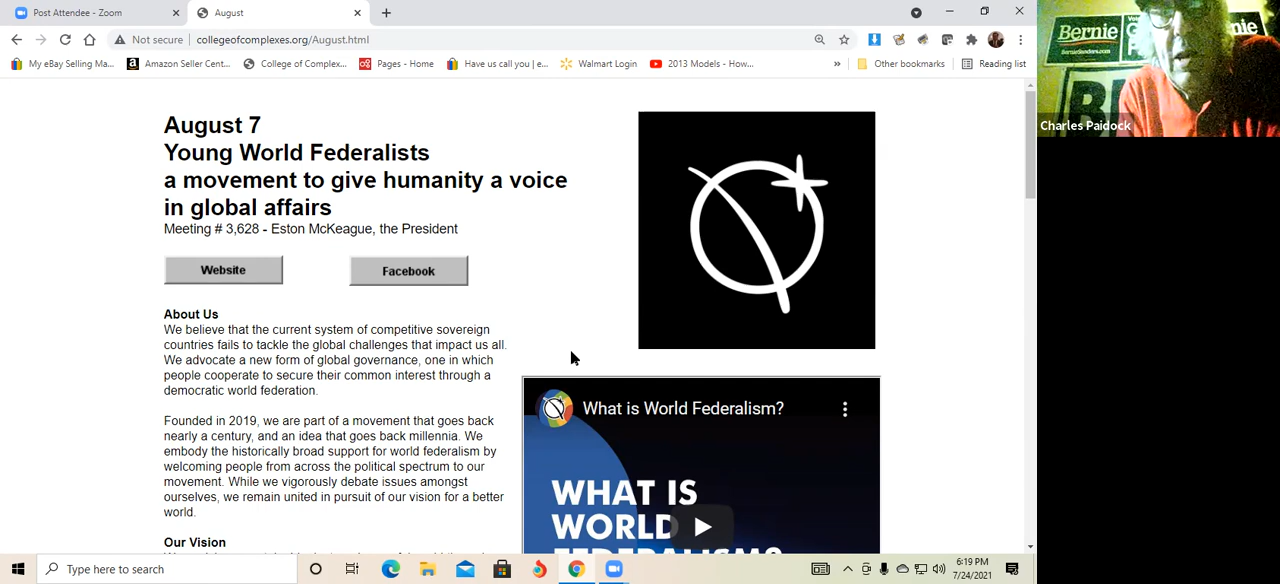 Post Attendee - Zoom
August
Not secure
collegeofcomplexes.org/August.html
My eBay Selling Ma...
Amazon Seller Cent...
College of Complex...
Pages - Home
Have us call you | e...
Walmart Login
2013 Models - How...
»
Other bookmarks
Reading list
Bernie
BernieSanders.com
nie
Charles Paidock
August 7
Young World Federalists
a movement to give humanity a voice
in global affairs
Meeting # 3,628 - Eston McKeague, the President
Website
Facebook
About Us
We believe that the current system of competitive sovereign
countries fails to tackle the global challenges that impact us all.
We advocate a new form of global governance, one in which
people cooperate to secure their common interest through a
democratic world federation.
Founded in 2019, we are part of a movement that goes back
nearly a century, and an idea that goes back millennia. We
embody the historically broad support for world federalism by
welcoming people from across the political spectrum to our
movement. While we vigorously debate issues amongst
ourselves, we remain united in pursuit of our vision for a better
world.
Our Vision
What is World Federalism?
WHAT IS
WORLD
FEDERALISM?
Type here to search
6:19 PM
7/24/2021